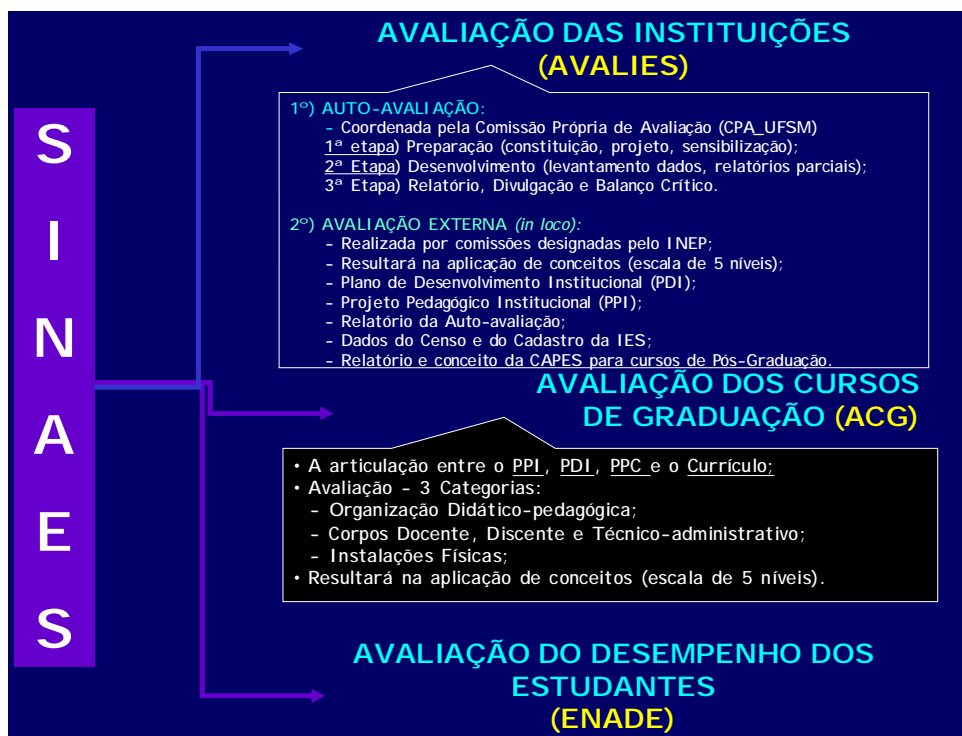 SINAES
AVALIAÇÃO DAS INSTITUIÇÕES
(AVALIES)
1º) AUTO-AVALIAÇÃO:
- Coordenada pela Comissão Própria de Avaliação (CPA_UFSM)
1ª etapa) Preparação (constituição, projeto, sensibilização);
2ª Etapa) Desenvolvimento (levantamento dados, relatórios parciais);
3ª Etapa) Relatório, Divulgação e Balanço Crítico.
2º) AVALIAÇÃO EXTERNA (in loco):
- Realizada por comissões designadas pelo INEP;
- Resultará na aplicação de conceitos (escala de 5 níveis);
- Plano de Desenvolvimento Institucional (PDI);
- Projeto Pedagógico Institucional (PPI);
- Relatório da Auto-avaliação;
- Dados do Censo e do Cadastro da IES;
- Relatório e conceito da CAPES para cursos de Pós-Graduação.
AVALIAÇÃO DOS CURSOS
DE GRADUAÇÃO (ACG)
• A articulação entre o PPI, PDI, PPC e o Currículo;
• Avaliação - 3 Categorias:
- Organização Didático-pedagógica;
- Corpos Docente, Discente e Técnico-administrativo;
- Instalações Físicas;
• Resultará na aplicação de conceitos (escala de 5 níveis).
AVALIAÇÃO DO DESEMPENHO DOS
ESTUDANTES
(ENADE)